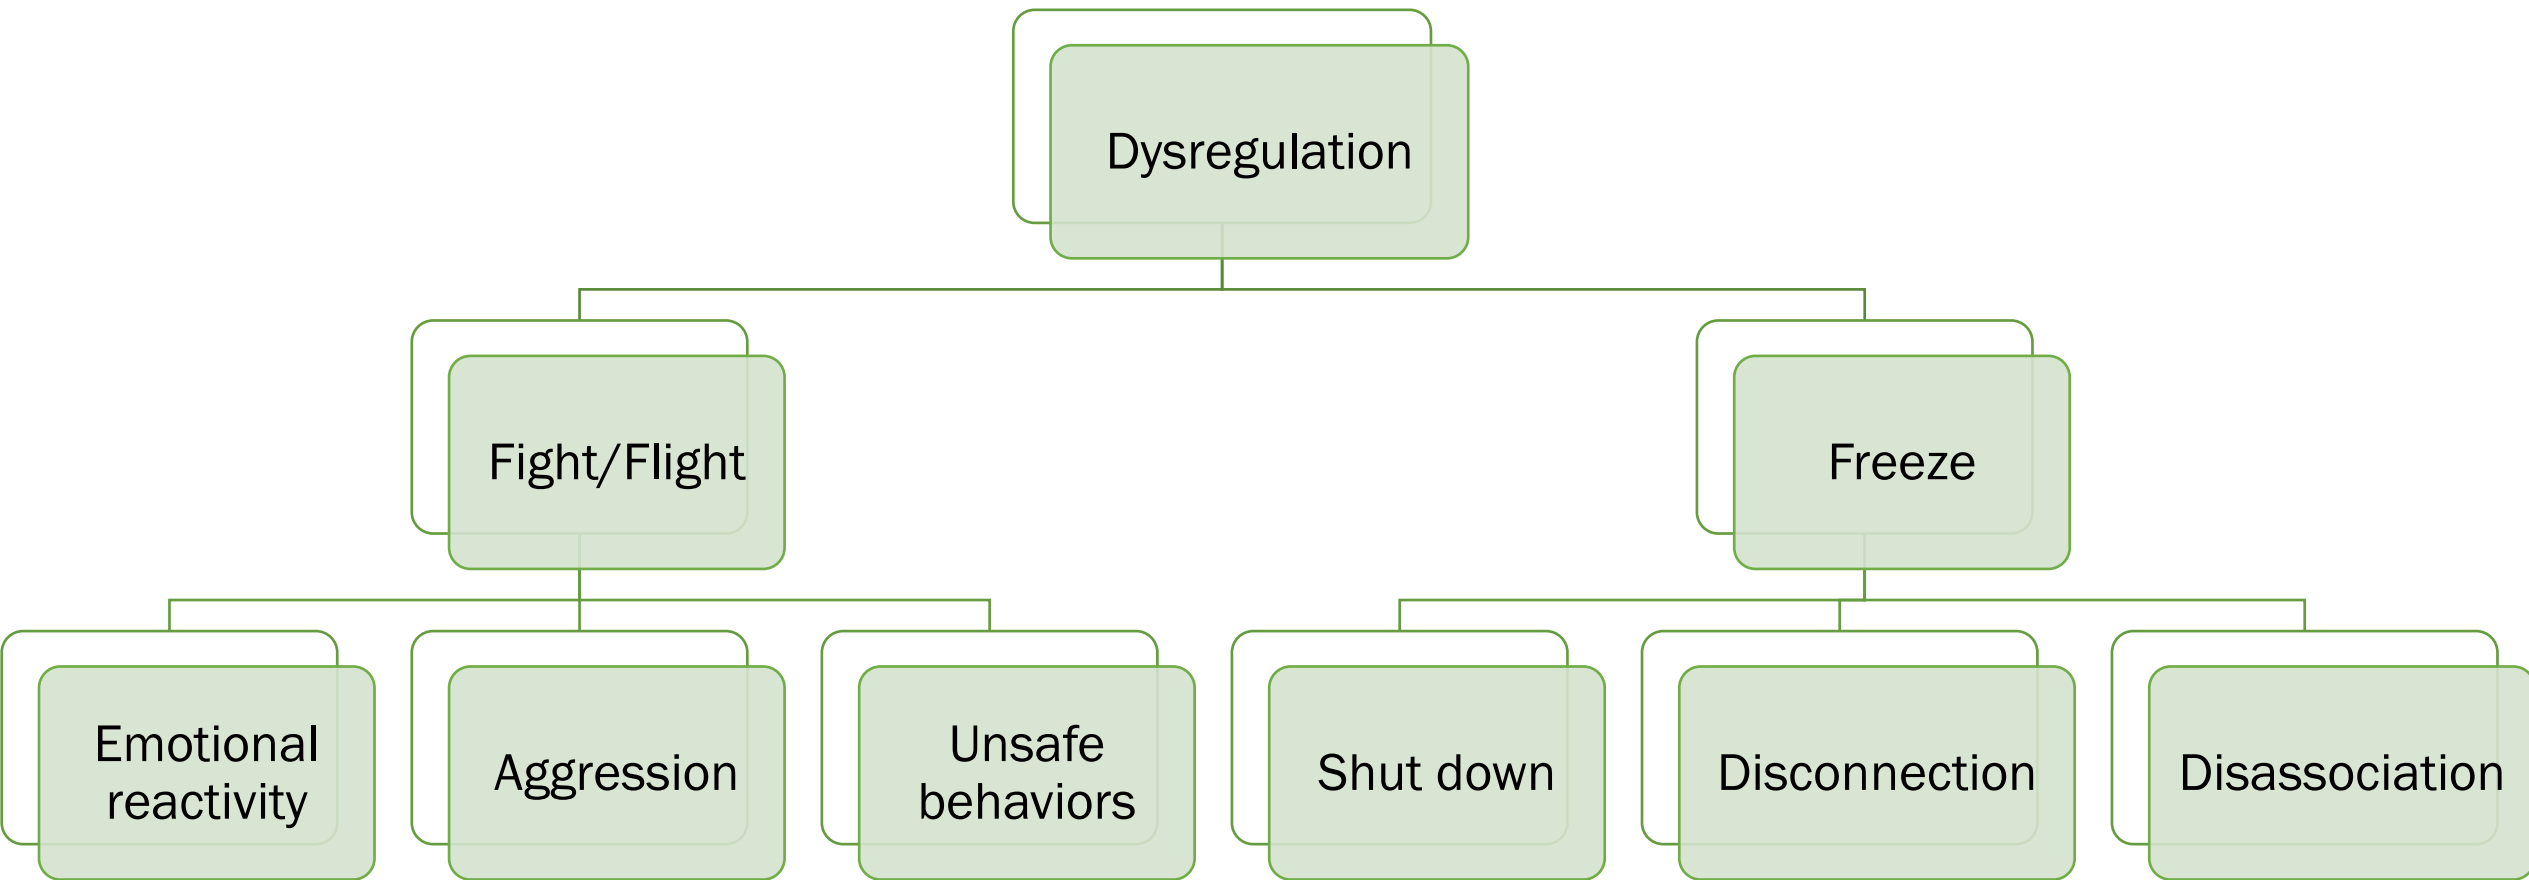 Dysregulation
Fight/Flight
Freeze
Emotional
reactivity
Aggression
Unsafe
behaviors
Shut down
Disconnection
Disassociation